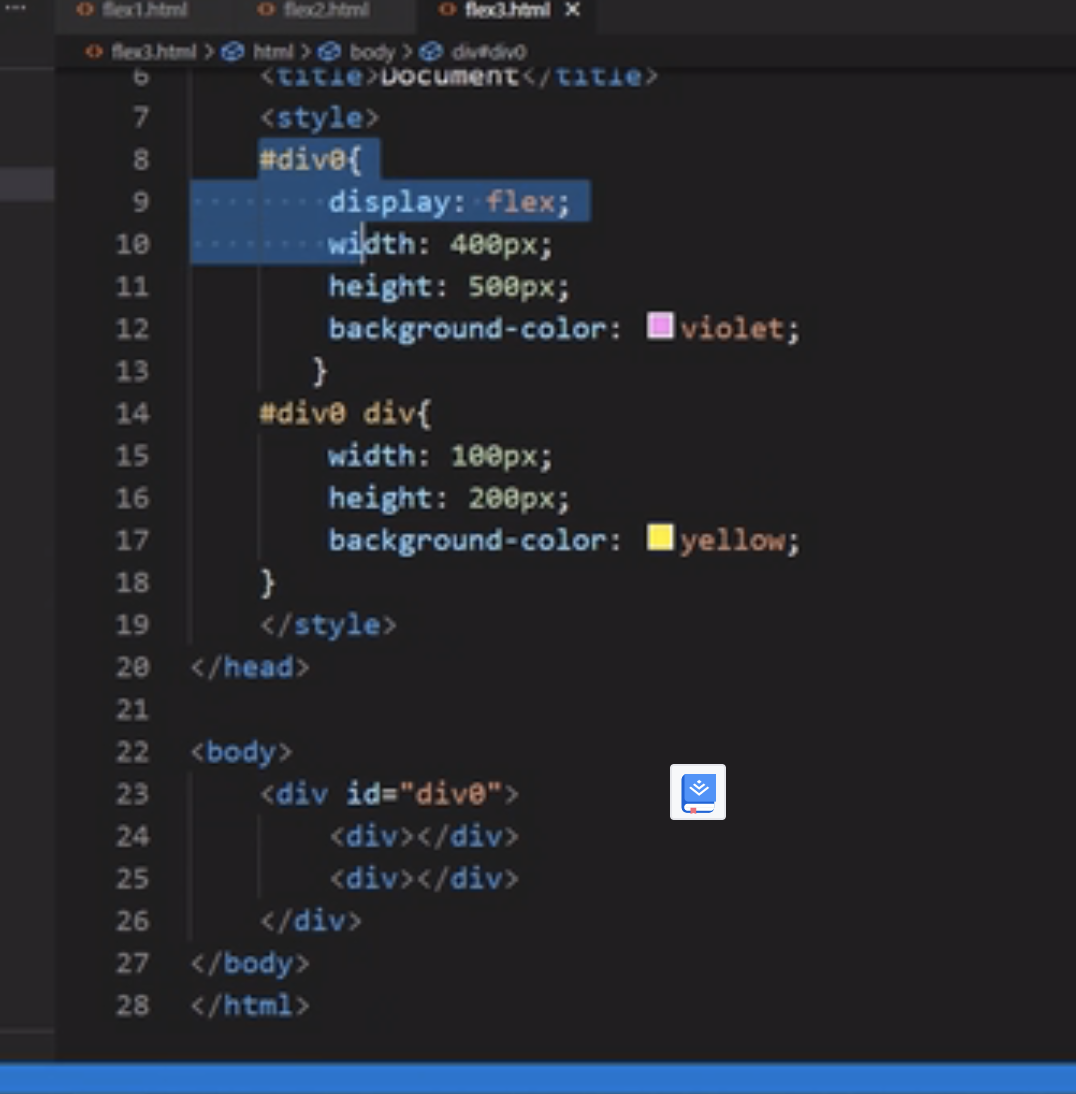 flex1.html flex2.html flex3.html
flex3.html > html > body > div#div0
6 <title>Document</title>
7 <style>
8 #div0{
9 display: flex;
10 width: 400px;
11 height: 500px;
12 background-color: violet;
13 }
14 #div0 div{
15 width: 100px;
16 height: 200px;
17 background-color: yellow;
18 }
19 </style>
20 </head>
21
22 <body>
23 <div id="div0">
24 <div></div>
25 <div></div>
26 </div>
27 </body>
28 </html>